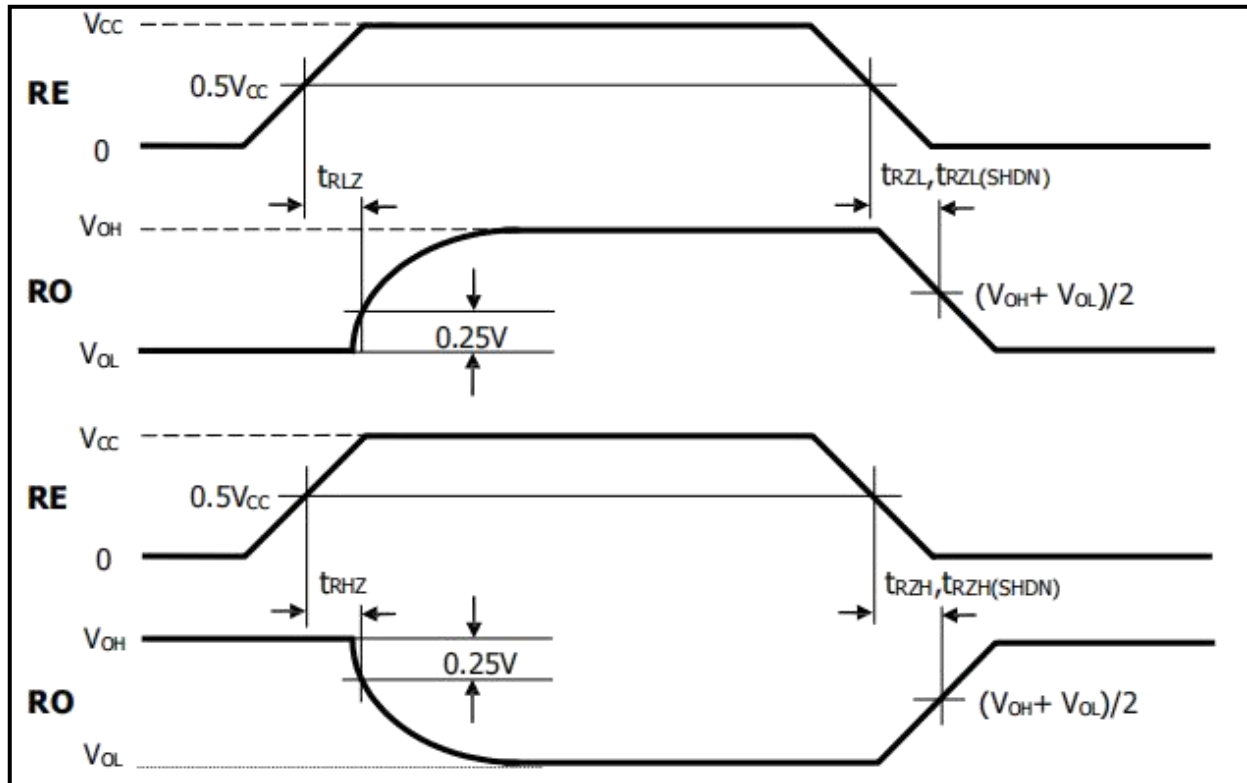 VCC
RE
0.5VCC
0
tRLZ
tRZL,tRZL(SHDN)
VOH
RO
(VOH+ VOL)/2
0.25V
VOL
VCC
RE
0.5VCC
0
tRHZ
tRZH,tRZH(SHDN)
VOH
0.25V
RO
(VOH+ VOL)/2
VOL